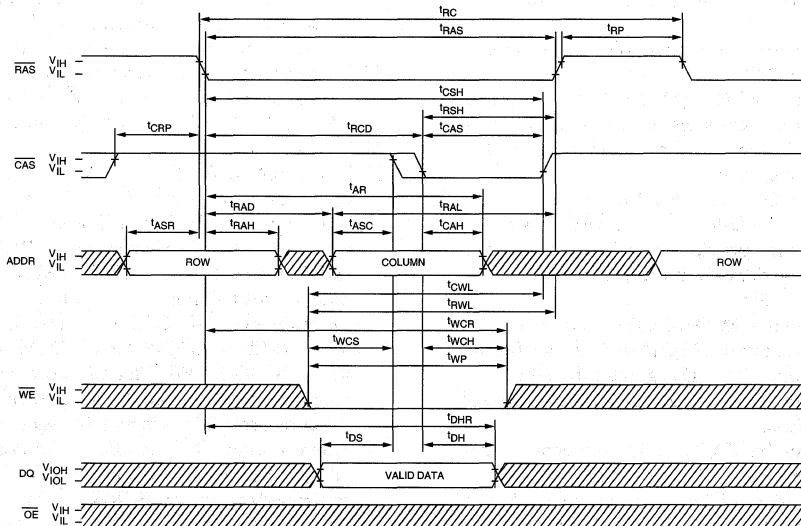 tRC
tRAS
tRP
RAS VIH
VIL
tCSH
tRSH
tCRP
tRCD
tCAS
CAS VIH
VIL
tAR
tRAD
tRAL
tASR
tRAH
tASC
tCAH
ADDR VIH
VIL
ROW
COLUMN
ROW
tCWL
tRWL
tWCR
tWCS
tWCH
tWP
WE VIH
VIL
tDHR
tDS
tDH
DQ VIOH
VIOL
VALID DATA
OE VIH
VIL